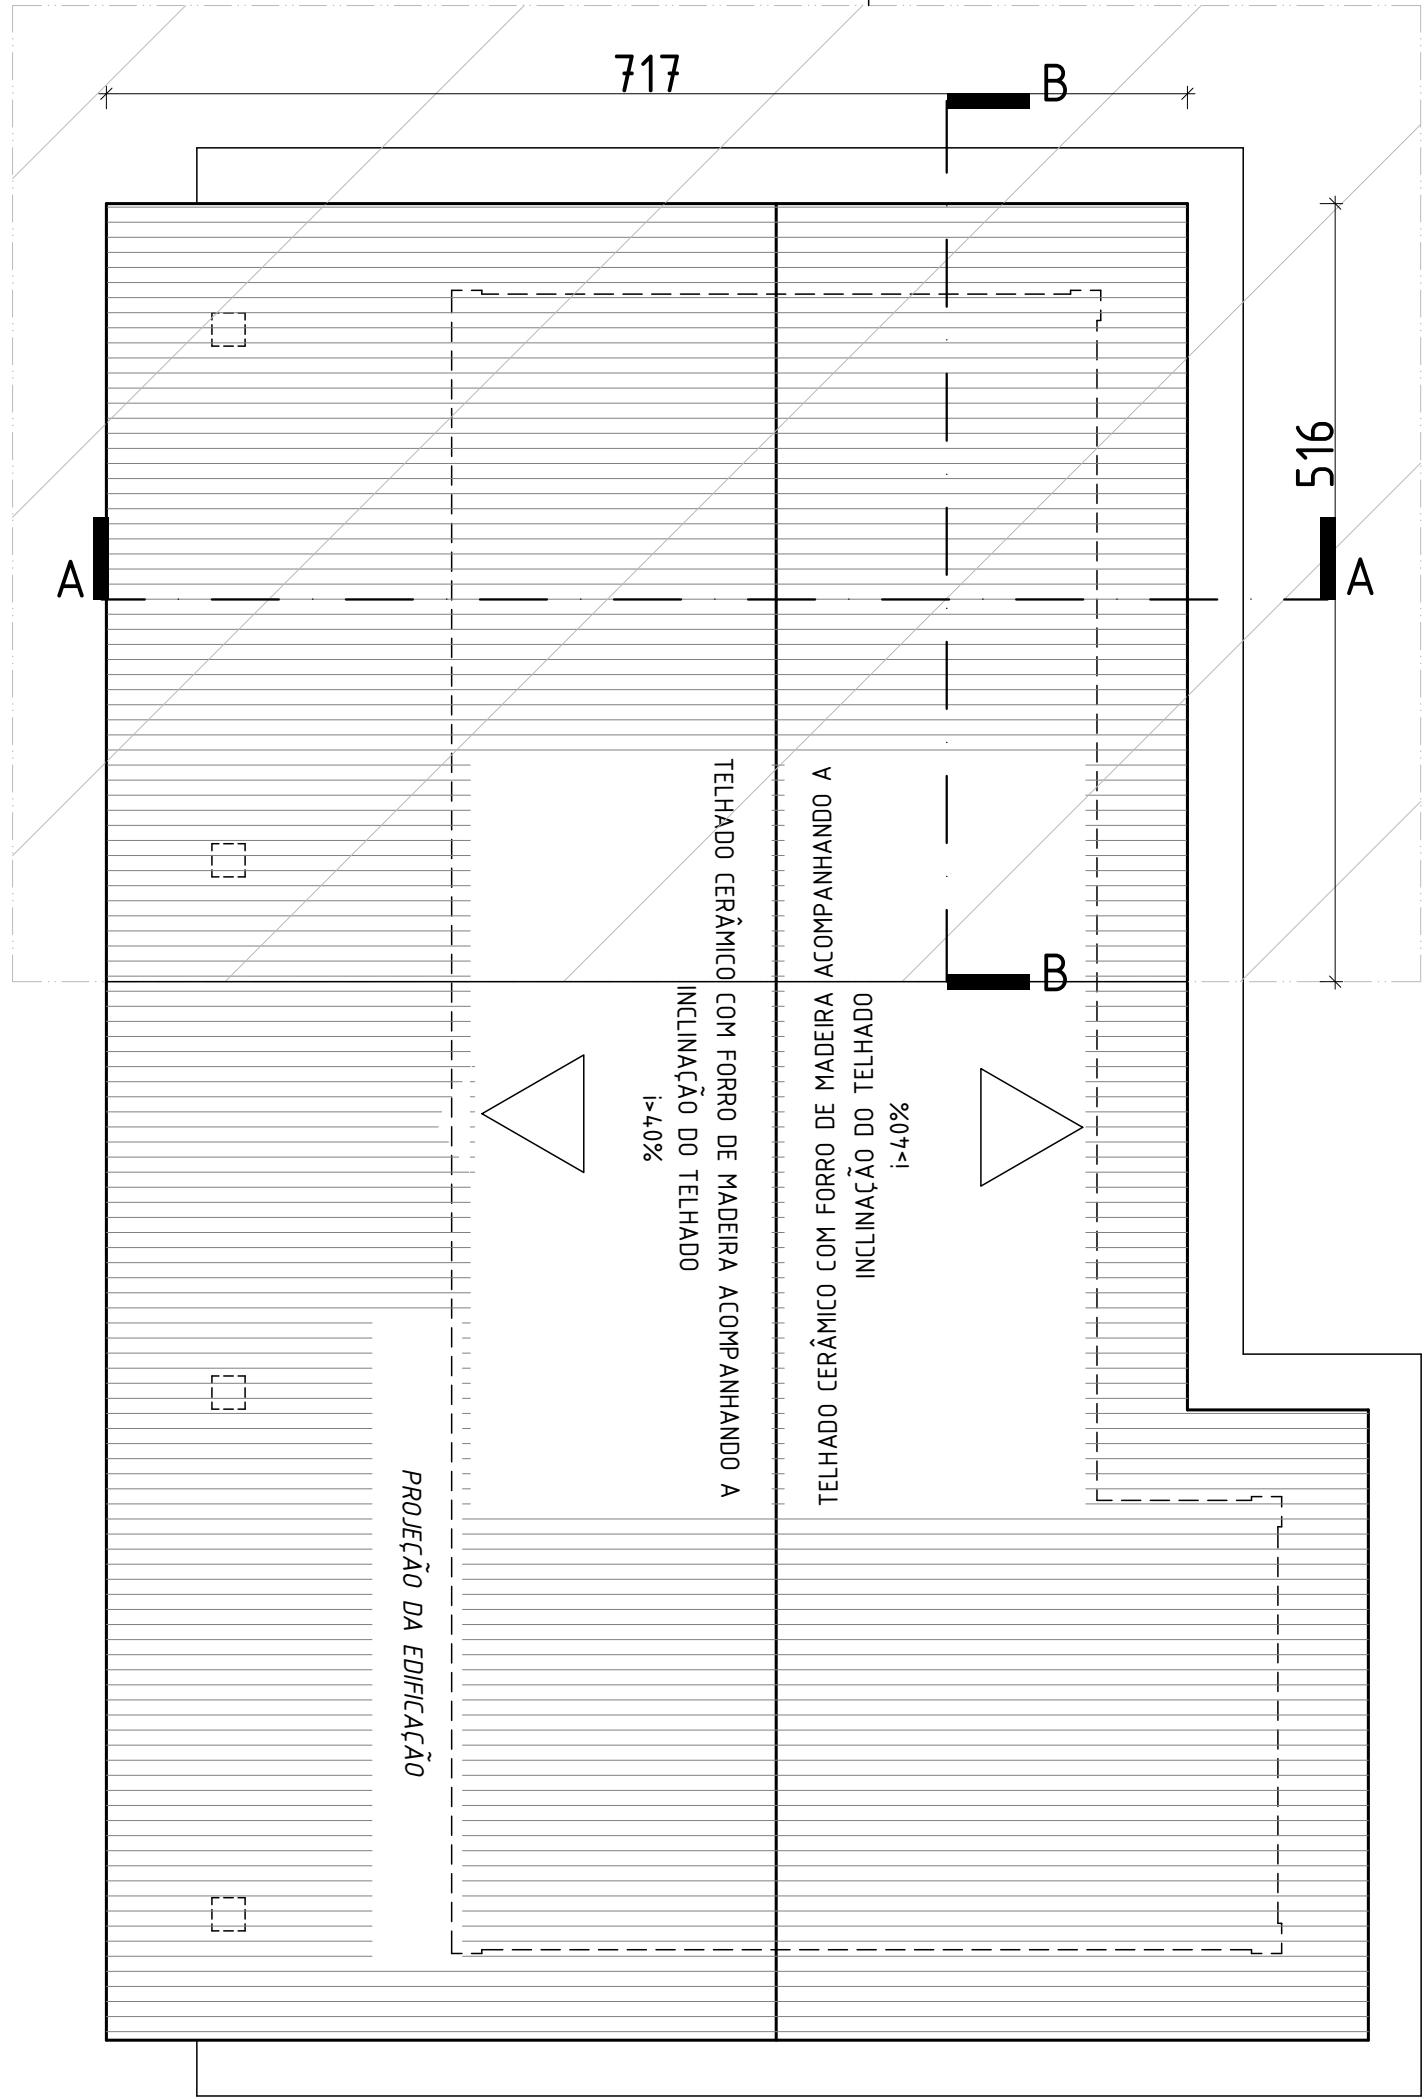 717
B
516
A
A
TELHADO CERÂMICO COM FORRO DE MADEIRA ACOMPANHANDO A
INCLINAÇÃO DO TELHADO
i>40%
TELHADO CERÂMICO COM FORRO DE MADEIRA ACOMPANHANDO A
INCLINAÇÃO DO TELHADO
i>40%
B
PROJEÇÃO DA EDIFICAÇÃO